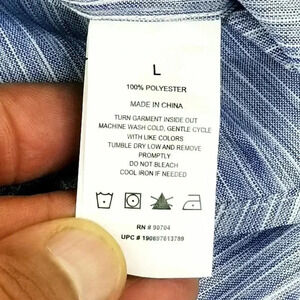 L
100% POLYESTER
MADE IN CHINA
TURN GARMENT INSIDE OUT
MACHINE WASH COLD, GENTLE CYCLE
WITH LIKE COLORS
TUMBLE DRY LOW AND REMOVE
PROMPTLY
DO NOT BLEACH
COOL IRON IF NEEDED
RN # 90704
UPC # 190697613789